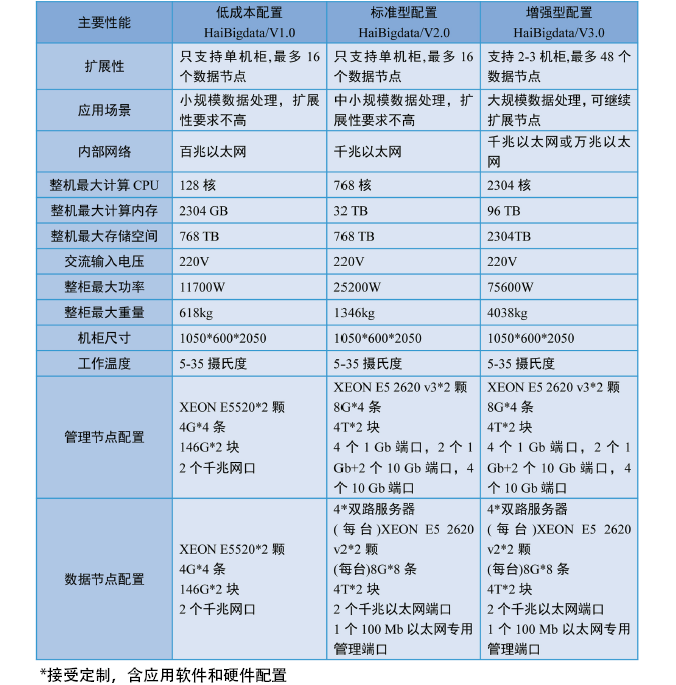 主要性能
低成本配置
HaiBigdata/V1.0
标准型配置
HaiBigdata/V2.0
增强型配置
HaiBigdata/V3.0
扩展性
只支持单机柜,最多 16
个数据节点
只支持单机柜,最多 16
个数据节点
支持 2-3 机柜,最多 48 个
数据节点
应用场景
小规模数据处理，扩展
性要求不高
中小规模数据处理，扩
展性要求不高
大规模数据处理，可继续
扩展节点
内部网络
百兆以太网
千兆以太网
千兆以太网或万兆以太
网
整机最大计算 CPU
128 核
768 核
2304 核
整机最大计算内存
2304 GB
32 TB
96 TB
整机最大存储空间
768 TB
768 TB
2304TB
交流输入电压
220V
220V
220V
整柜最大功率
11700W
25200W
75600W
整柜最大重量
618kg
1346kg
4038kg
机柜尺寸
1050*600*2050
1050*600*2050
1050*600*2050
工作温度
5-35 摄氏度
5-35 摄氏度
5-35 摄氏度
管理节点配置
XEON E5520*2 颗
4G*4 条
146G*2 块
2 个千兆网口
XEON E5 2620 v3*2 颗
8G*4 条
4T*2 块
4 个 1 Gb 端口，2 个 1
Gb+2 个 10 Gb 端口，4
个 10 Gb 端口
XEON E5 2620 v3*2 颗
8G*4 条
4T*2 块
4 个 1 Gb 端口，2 个 1
Gb+2 个 10 Gb 端口，4
个 10 Gb 端口
数据节点配置
XEON E5520*2 颗
4G*4 条
146G*2 块
2 个千兆网口
4*双路服务器
(每台)XEON E5 2620
v2*2 颗
(每台)8G*8 条
4T*2 块
2 个千兆以太网端口
1 个 100 Mb 以太网专用
管理端口
4*双路服务器
(每台)XEON E5 2620
v2*2 颗
(每台)8G*8 条
4T*2 块
2 个千兆以太网端口
1 个 100 Mb 以太网专用
管理端口
*接受定制，含应用软件和硬件配置